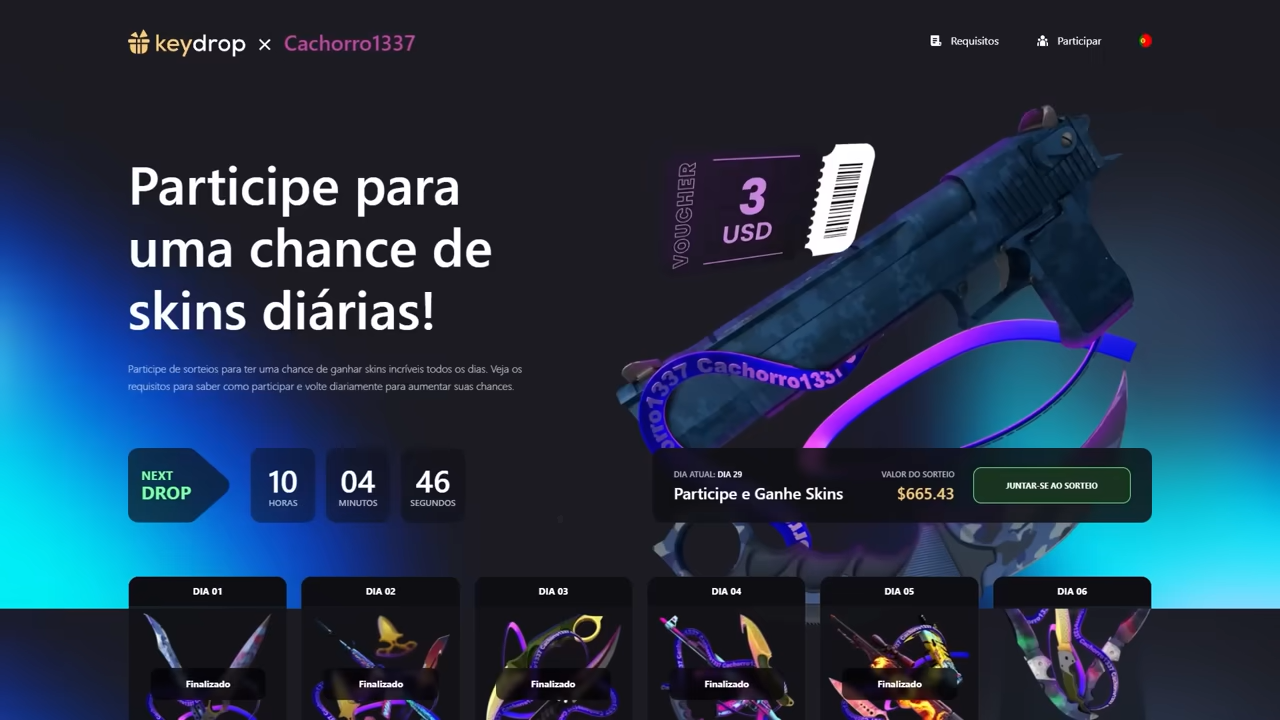 keydrop × Cachorro1337
Requisitos
Participar
Participe para
uma chance de
skins diárias!
VOUCHER
3
USD
Participe de sorteios para ter uma chance de ganhar skins incríveis todos os dias. Veja os
requisitos para saber como participar e volte diariamente para aumentar suas chances.
Cachorro1337
NEXT
DROP
10
HORAS
04
MINUTOS
46
SEGUNDOS
DIA ATUAL: DIA 29
Participe e Ganhe Skins
VALOR DO SORTEIO
$665.43
JUNTAR-SE AO SORTEIO
DIA 01
DIA 02
DIA 03
DIA 04
DIA 05
DIA 06
Finalizado
Finalizado
Finalizado
Finalizado
Finalizado